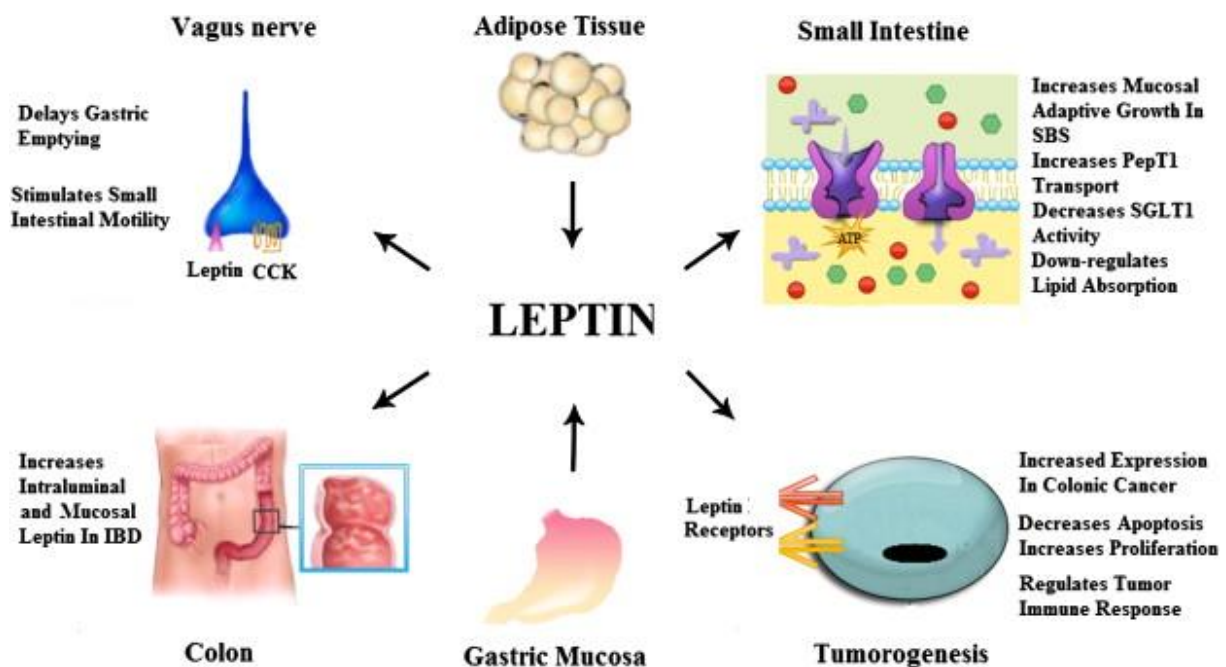 Vagus nerve
Adipose Tissue
Small Intestine
Delays Gastric
Emptying
Stimulates Small
Intestinal Motility
Leptin CCK
ATP
Increases Mucosal
Adaptive Growth In
SBS
Increases PepT1
Transport
Decreases SGLT1
Activity
Down-regulates
Lipid Absorption
LEPTIN
Increases
Intraluminal
and Mucosal
Leptin In IBD
Leptin
Receptors
Increased Expression
In Colonic Cancer
Decreases Apoptosis
Increases Proliferation
Regulates Tumor
Immune Response
Colon
Gastric Mucosa
Tumorogenesis